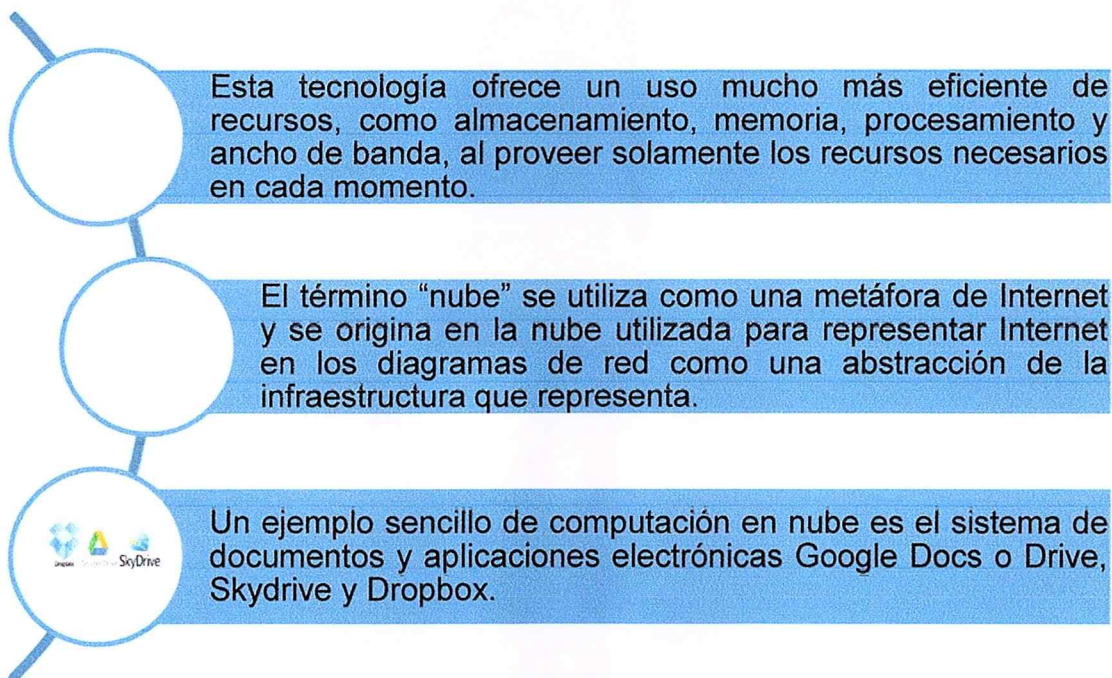 Esta tecnología ofrece un uso mucho más eficiente de
recursos, como almacenamiento, memoria, procesamiento y
ancho de banda, al proveer solamente los recursos necesarios
en cada momento.
El término “nube” se utiliza como una metáfora de Internet
y se origina en la nube utilizada para representar Internet
en los diagramas de red como una abstracción de la
infraestructura que representa.
Dropbox Google Drive SkyDrive
Un ejemplo sencillo de computación en nube es el sistema de
documentos y aplicaciones electrónicas Google Docs o Drive,
Skydrive y Dropbox.